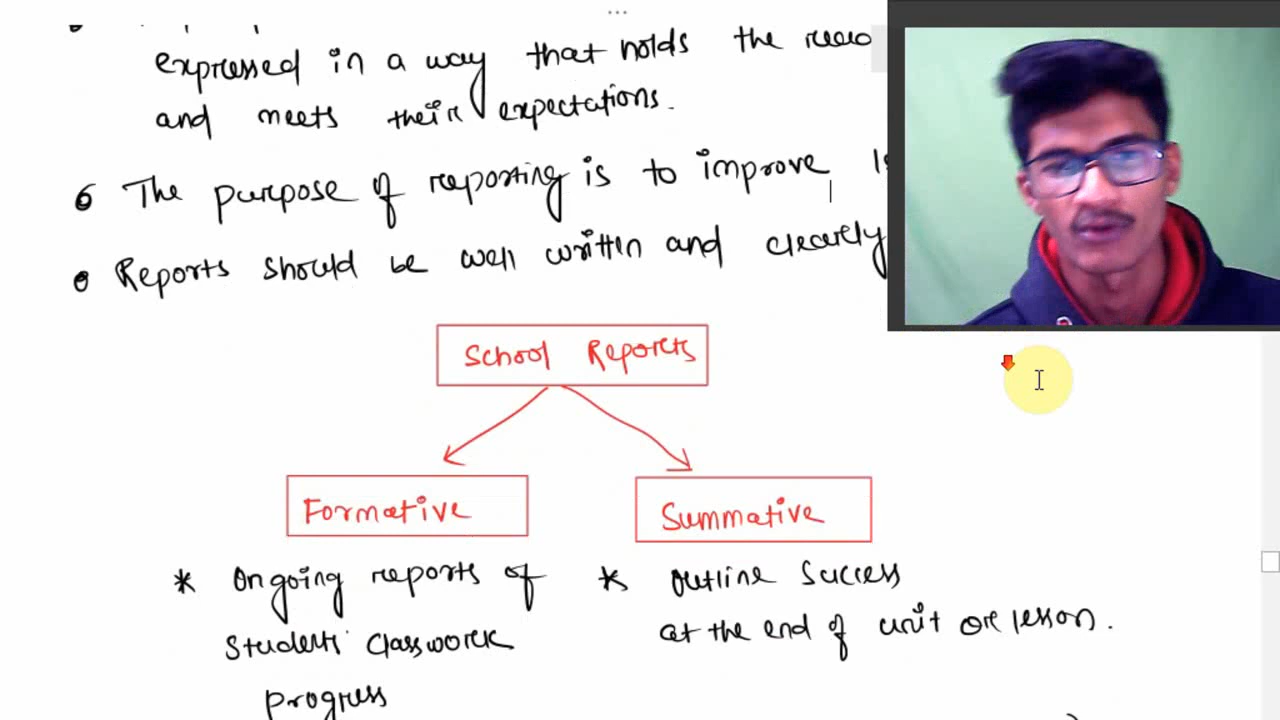 expressed in a way that holds the
and meets their expectations.
The purpose of reporting is to improve
Reports should be well written and clearly
School Reports
Formative
Summative
* Ongoing reports of
Students' Classwork
progress
* Outline Success
at the end of unit or lesson.